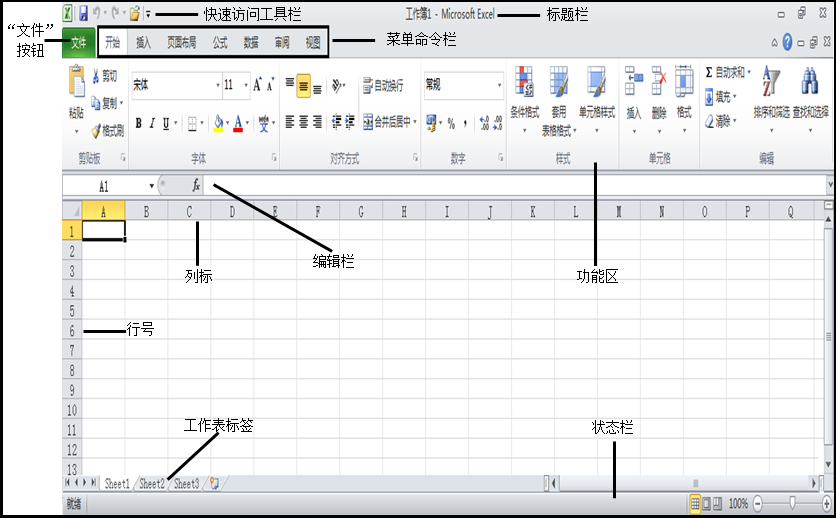 快速访问工具栏
工作簿1 - Microsoft Excel
标题栏
“文件”
按钮
文件 开始 插入 页面布局 公式 数据 审阅 视图
菜单命令栏
粘贴
剪切
复制
格式刷
剪贴板
宋体 11
B I U
字体
自动换行
合并后居中
对齐方式
常规
数字
条件格式
套用
表格格式
单元格样式
样式
插入 删除 格式
单元格
Σ 自动求和
填充
清除
排序和筛选 查找和选择
编辑
A1 fx
A B C D E F G H I J K L M N O P Q
1
2
3
4
5
6
7
8
9
10
11
12
13
列标
编辑栏
功能区
行号
工作表标签
状态栏
Sheet1 Sheet2 Sheet3
就绪
100%